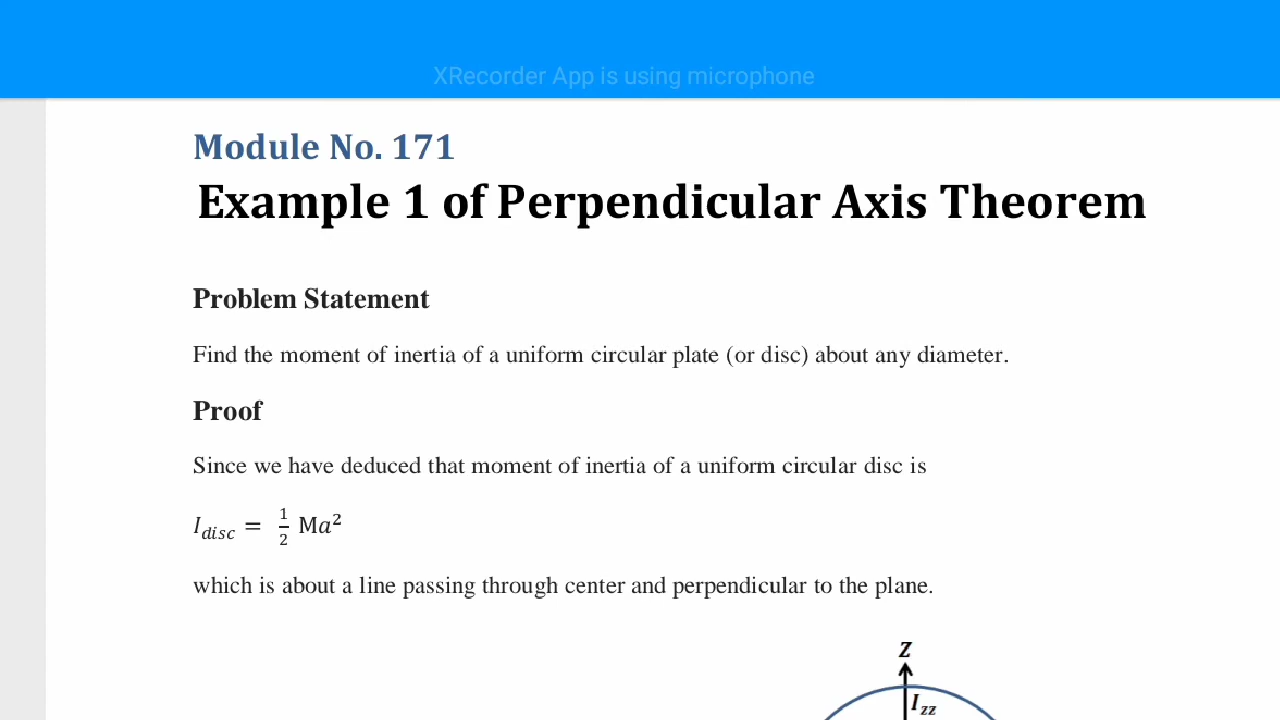 XRecorder App is using microphone
Module No. 171
Example 1 of Perpendicular Axis Theorem
Problem Statement
Find the moment of inertia of a uniform circular plate (or disc) about any diameter.
Proof
Since we have deduced that moment of inertia of a uniform circular disc is
I_disc = 1/2 Ma²
which is about a line passing through center and perpendicular to the plane.
Z
I_zz